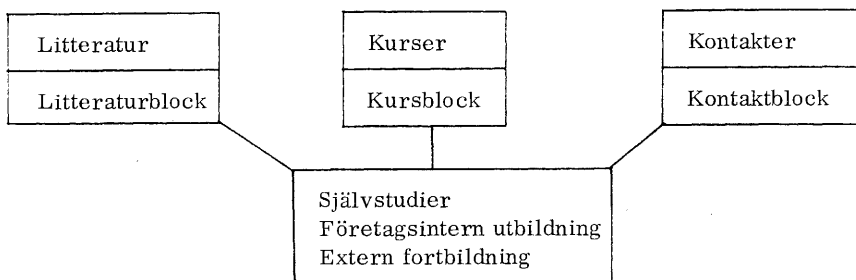 Litteratur
Litteraturblock
Kurser
Kursblock
Kontakter
Kontaktblock
Självstudier
Företagsintern utbildning
Extern fortbildning